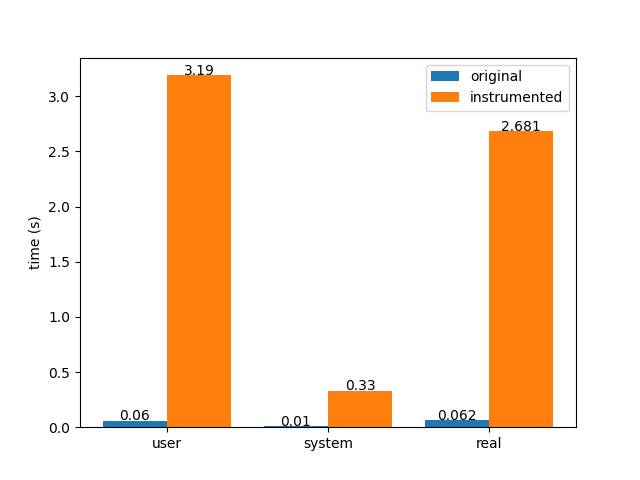 3.19
original
instrumented
3.0
2.681
2.5
2.0
time (s)
1.5
1.0
0.5
0.33
0.06
0.01
0.062
0.0
user
system
real